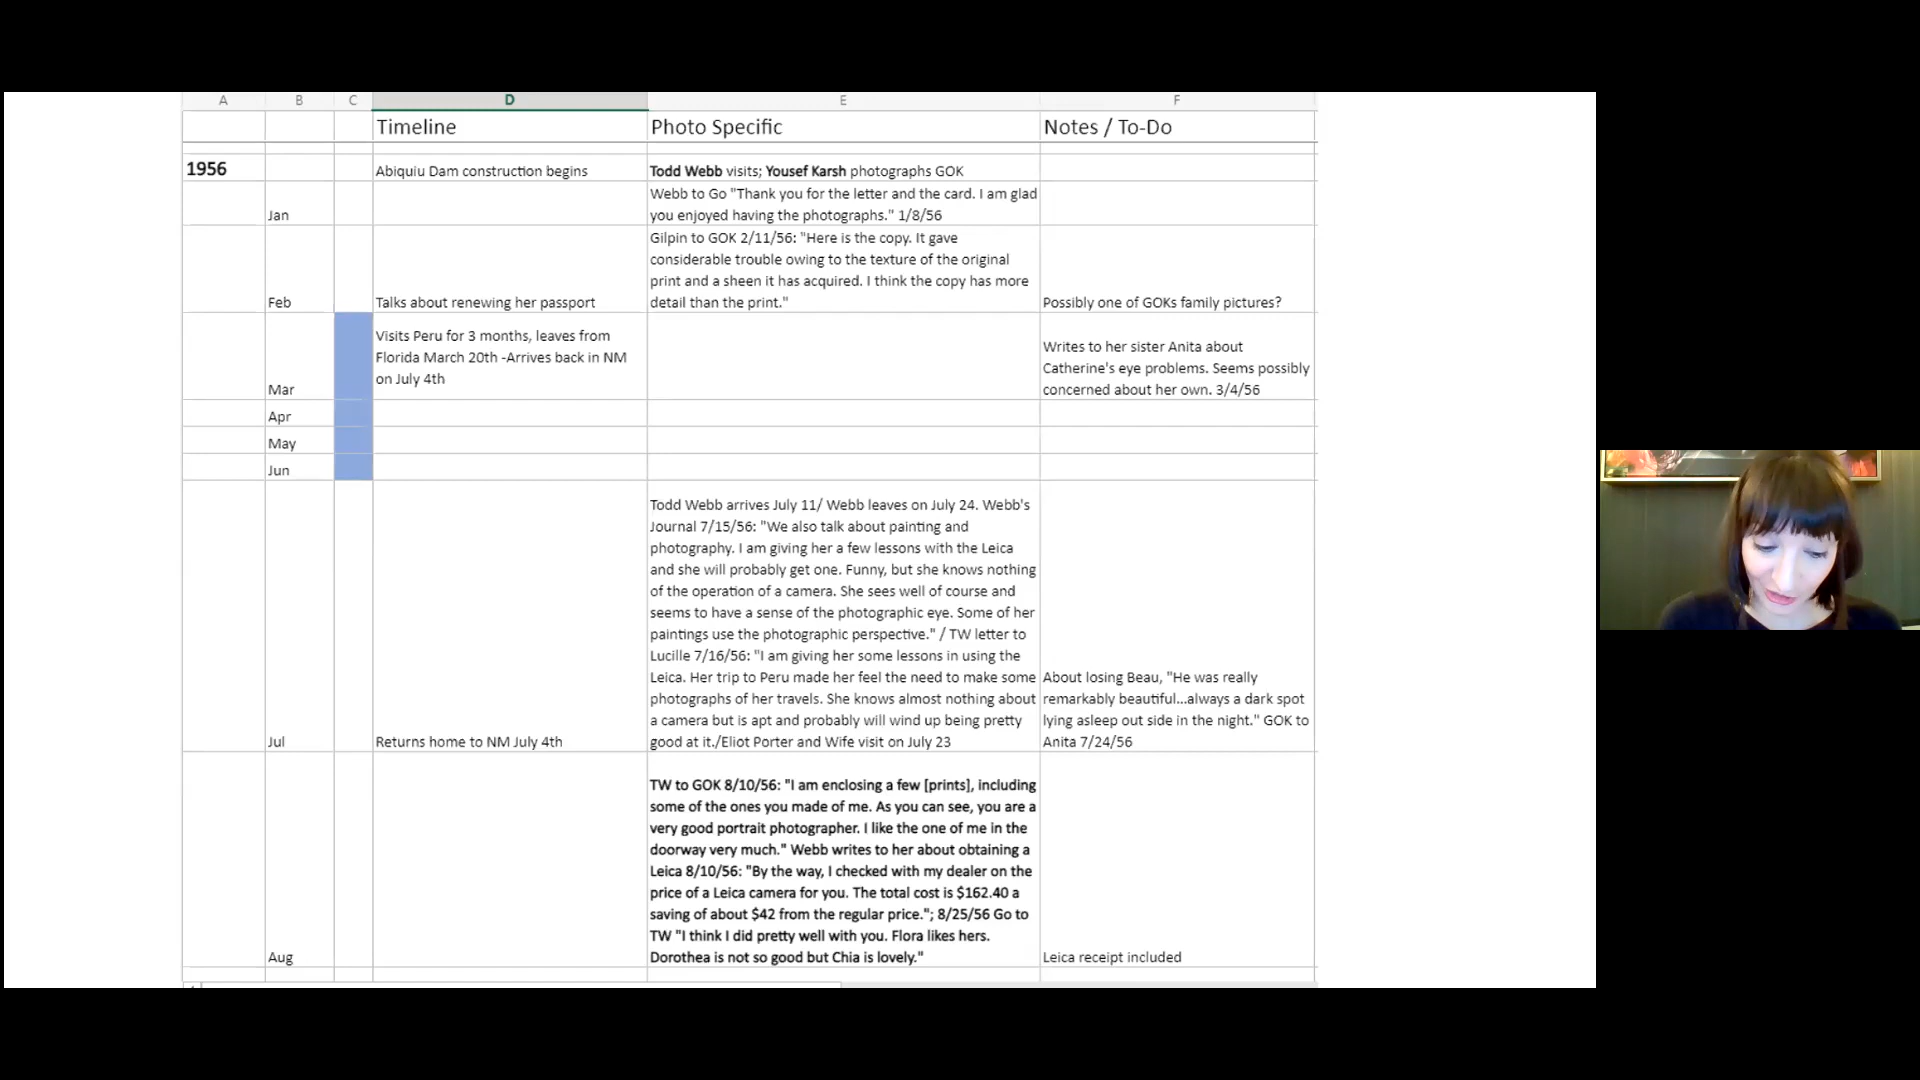 A B C D E F
Timeline Photo Specific Notes / To-Do
1956 Abiquiu Dam construction begins Todd Webb visits; Yousef Karsh photographs GOK
Webb to Go "Thank you for the letter and the card. I am glad
Jan you enjoyed having the photographs." 1/8/56
Gilpin to GOK 2/11/56: "Here is the copy. It gave
considerable trouble owing to the texture of the original
print and a sheen it has acquired. I think the copy has more
Feb Talks about renewing her passport detail than the print." Possibly one of GOKs family pictures?
Visits Peru for 3 months, leaves from
Florida March 20th -Arrives back in NM
on July 4th
Writes to her sister Anita about
Catherine's eye problems. Seems possibly
Mar concerned about her own. 3/4/56
Apr
May
Jun
Todd Webb arrives July 11/ Webb leaves on July 24. Webb's
Journal 7/15/56: "We also talk about painting and
photography. I am giving her a few lessons with the Leica
and she will probably get one. Funny, but she knows nothing
of the operation of a camera. She sees well of course and
seems to have a sense of the photographic eye. Some of her
paintings use the photographic perspective." / TW letter to
Lucille 7/16/56: "I am giving her some lessons in using the
Leica. Her trip to Peru made her feel the need to make some
photographs of her travels. She knows almost nothing about
a camera but is apt and probably will wind up being pretty
Jul Returns home to NM July 4th good at it./Eliot Porter and Wife visit on July 23
About losing Beau, "He was really
remarkably beautiful...always a dark spot
lying asleep out side in the night." GOK to
Anita 7/24/56
TW to GOK 8/10/56: "I am enclosing a few [prints], including
some of the ones you made of me. As you can see, you are a
very good portrait photographer. I like the one of me in the
doorway very much." Webb writes to her about obtaining a
Leica 8/10/56: "By the way, I checked with my dealer on the
price of a Leica camera for you. The total cost is $162.40 a
saving of about $42 from the regular price."; 8/25/56 Go to
TW "I think I did pretty well with you. Flora likes hers.
Aug Dorothea is not so good but Chia is lovely." Leica receipt included